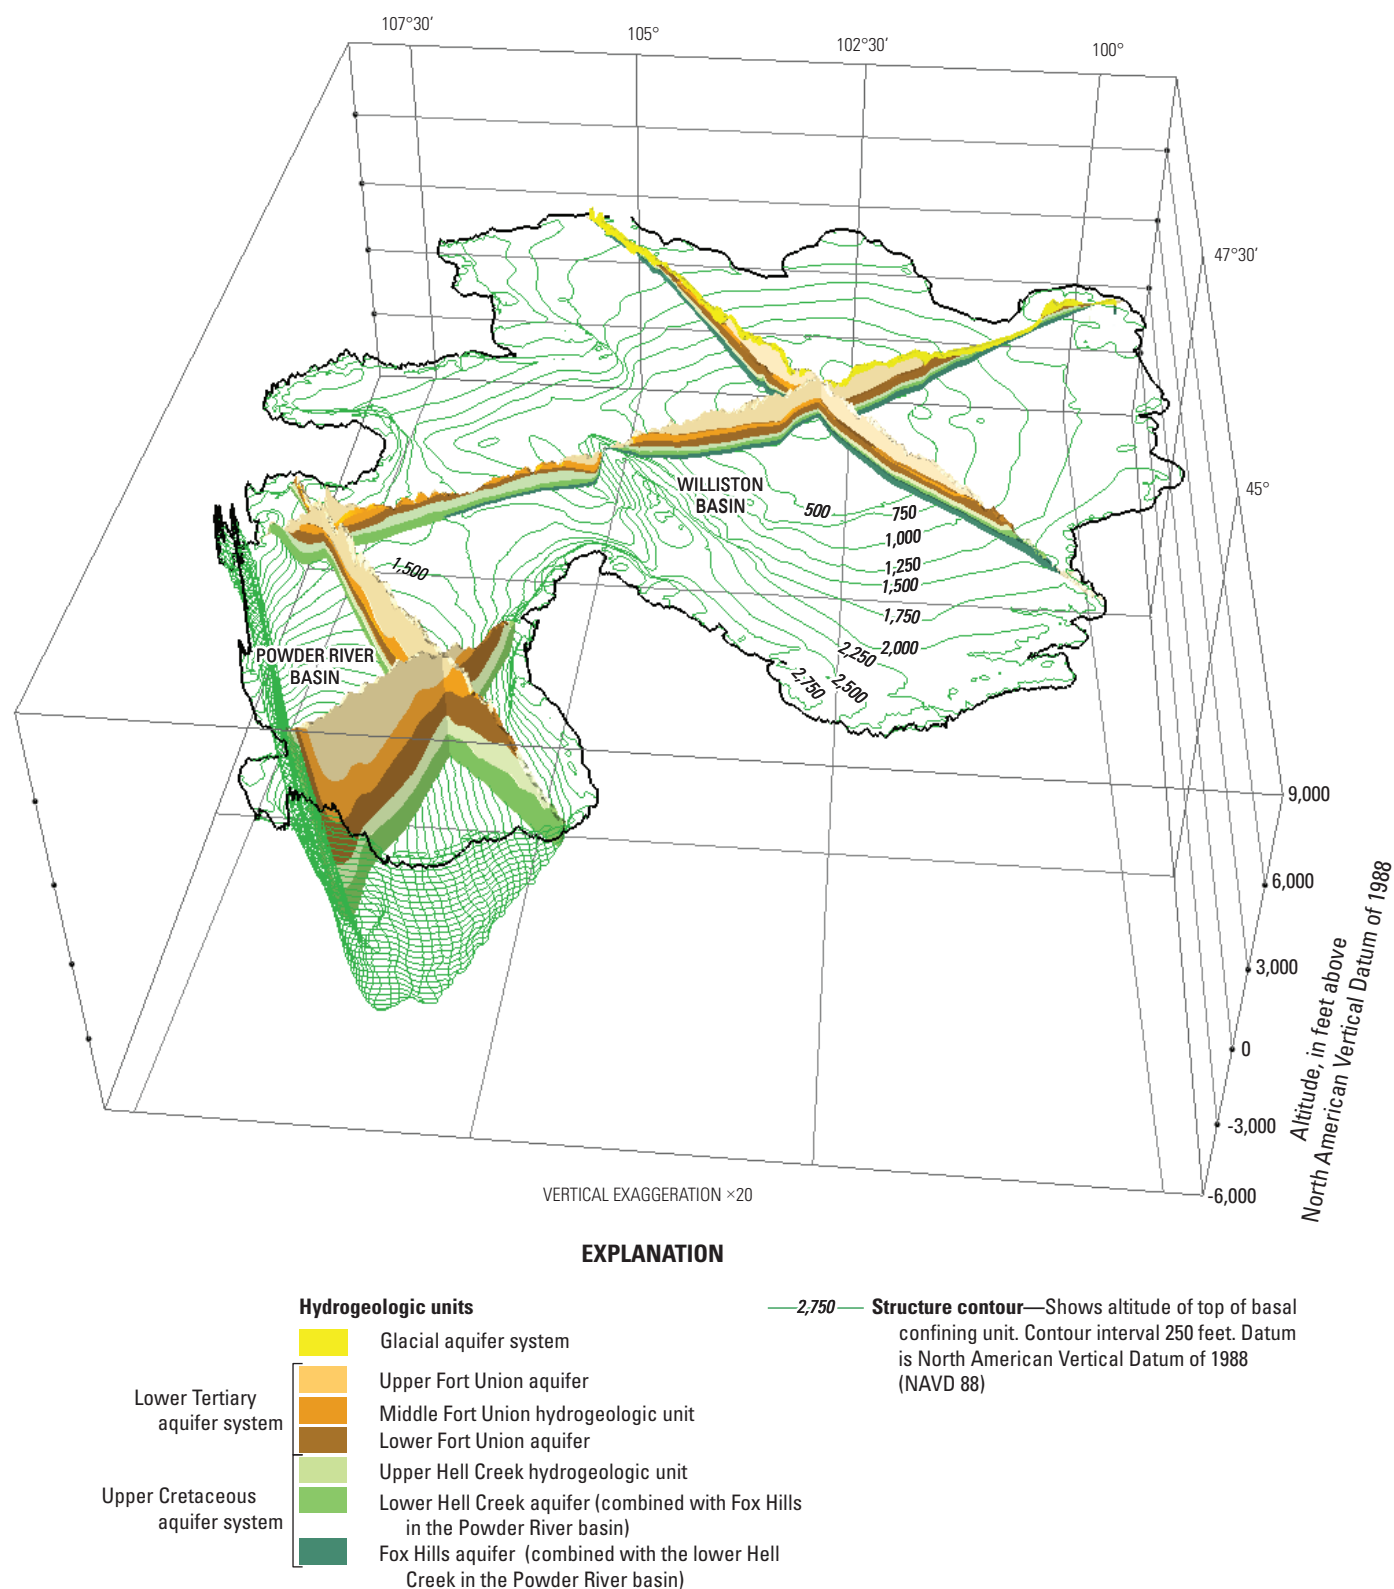 107°30′
105°
102°30′
100°
47°30′
45°
WILLISTON
BASIN
500
750
1,000
1,250
1,500
1,750
2,000
2,250
2,500
2,750
1,500
POWDER RIVER
BASIN
9,000
6,000
3,000
0
-3,000
-6,000
Altitude, in feet above
North American Vertical Datum of 1988
VERTICAL EXAGGERATION ×20
EXPLANATION
Hydrogeologic units
Glacial aquifer system
Lower Tertiary
aquifer system
Upper Fort Union aquifer
Middle Fort Union hydrogeologic unit
Lower Fort Union aquifer
Upper Cretaceous
aquifer system
Upper Hell Creek hydrogeologic unit
Lower Hell Creek aquifer (combined with Fox Hills
in the Powder River basin)
Fox Hills aquifer (combined with the lower Hell
Creek in the Powder River basin)
2,750
Structure contour—Shows altitude of top of basal
confining unit. Contour interval 250 feet. Datum
is North American Vertical Datum of 1988
(NAVD 88)